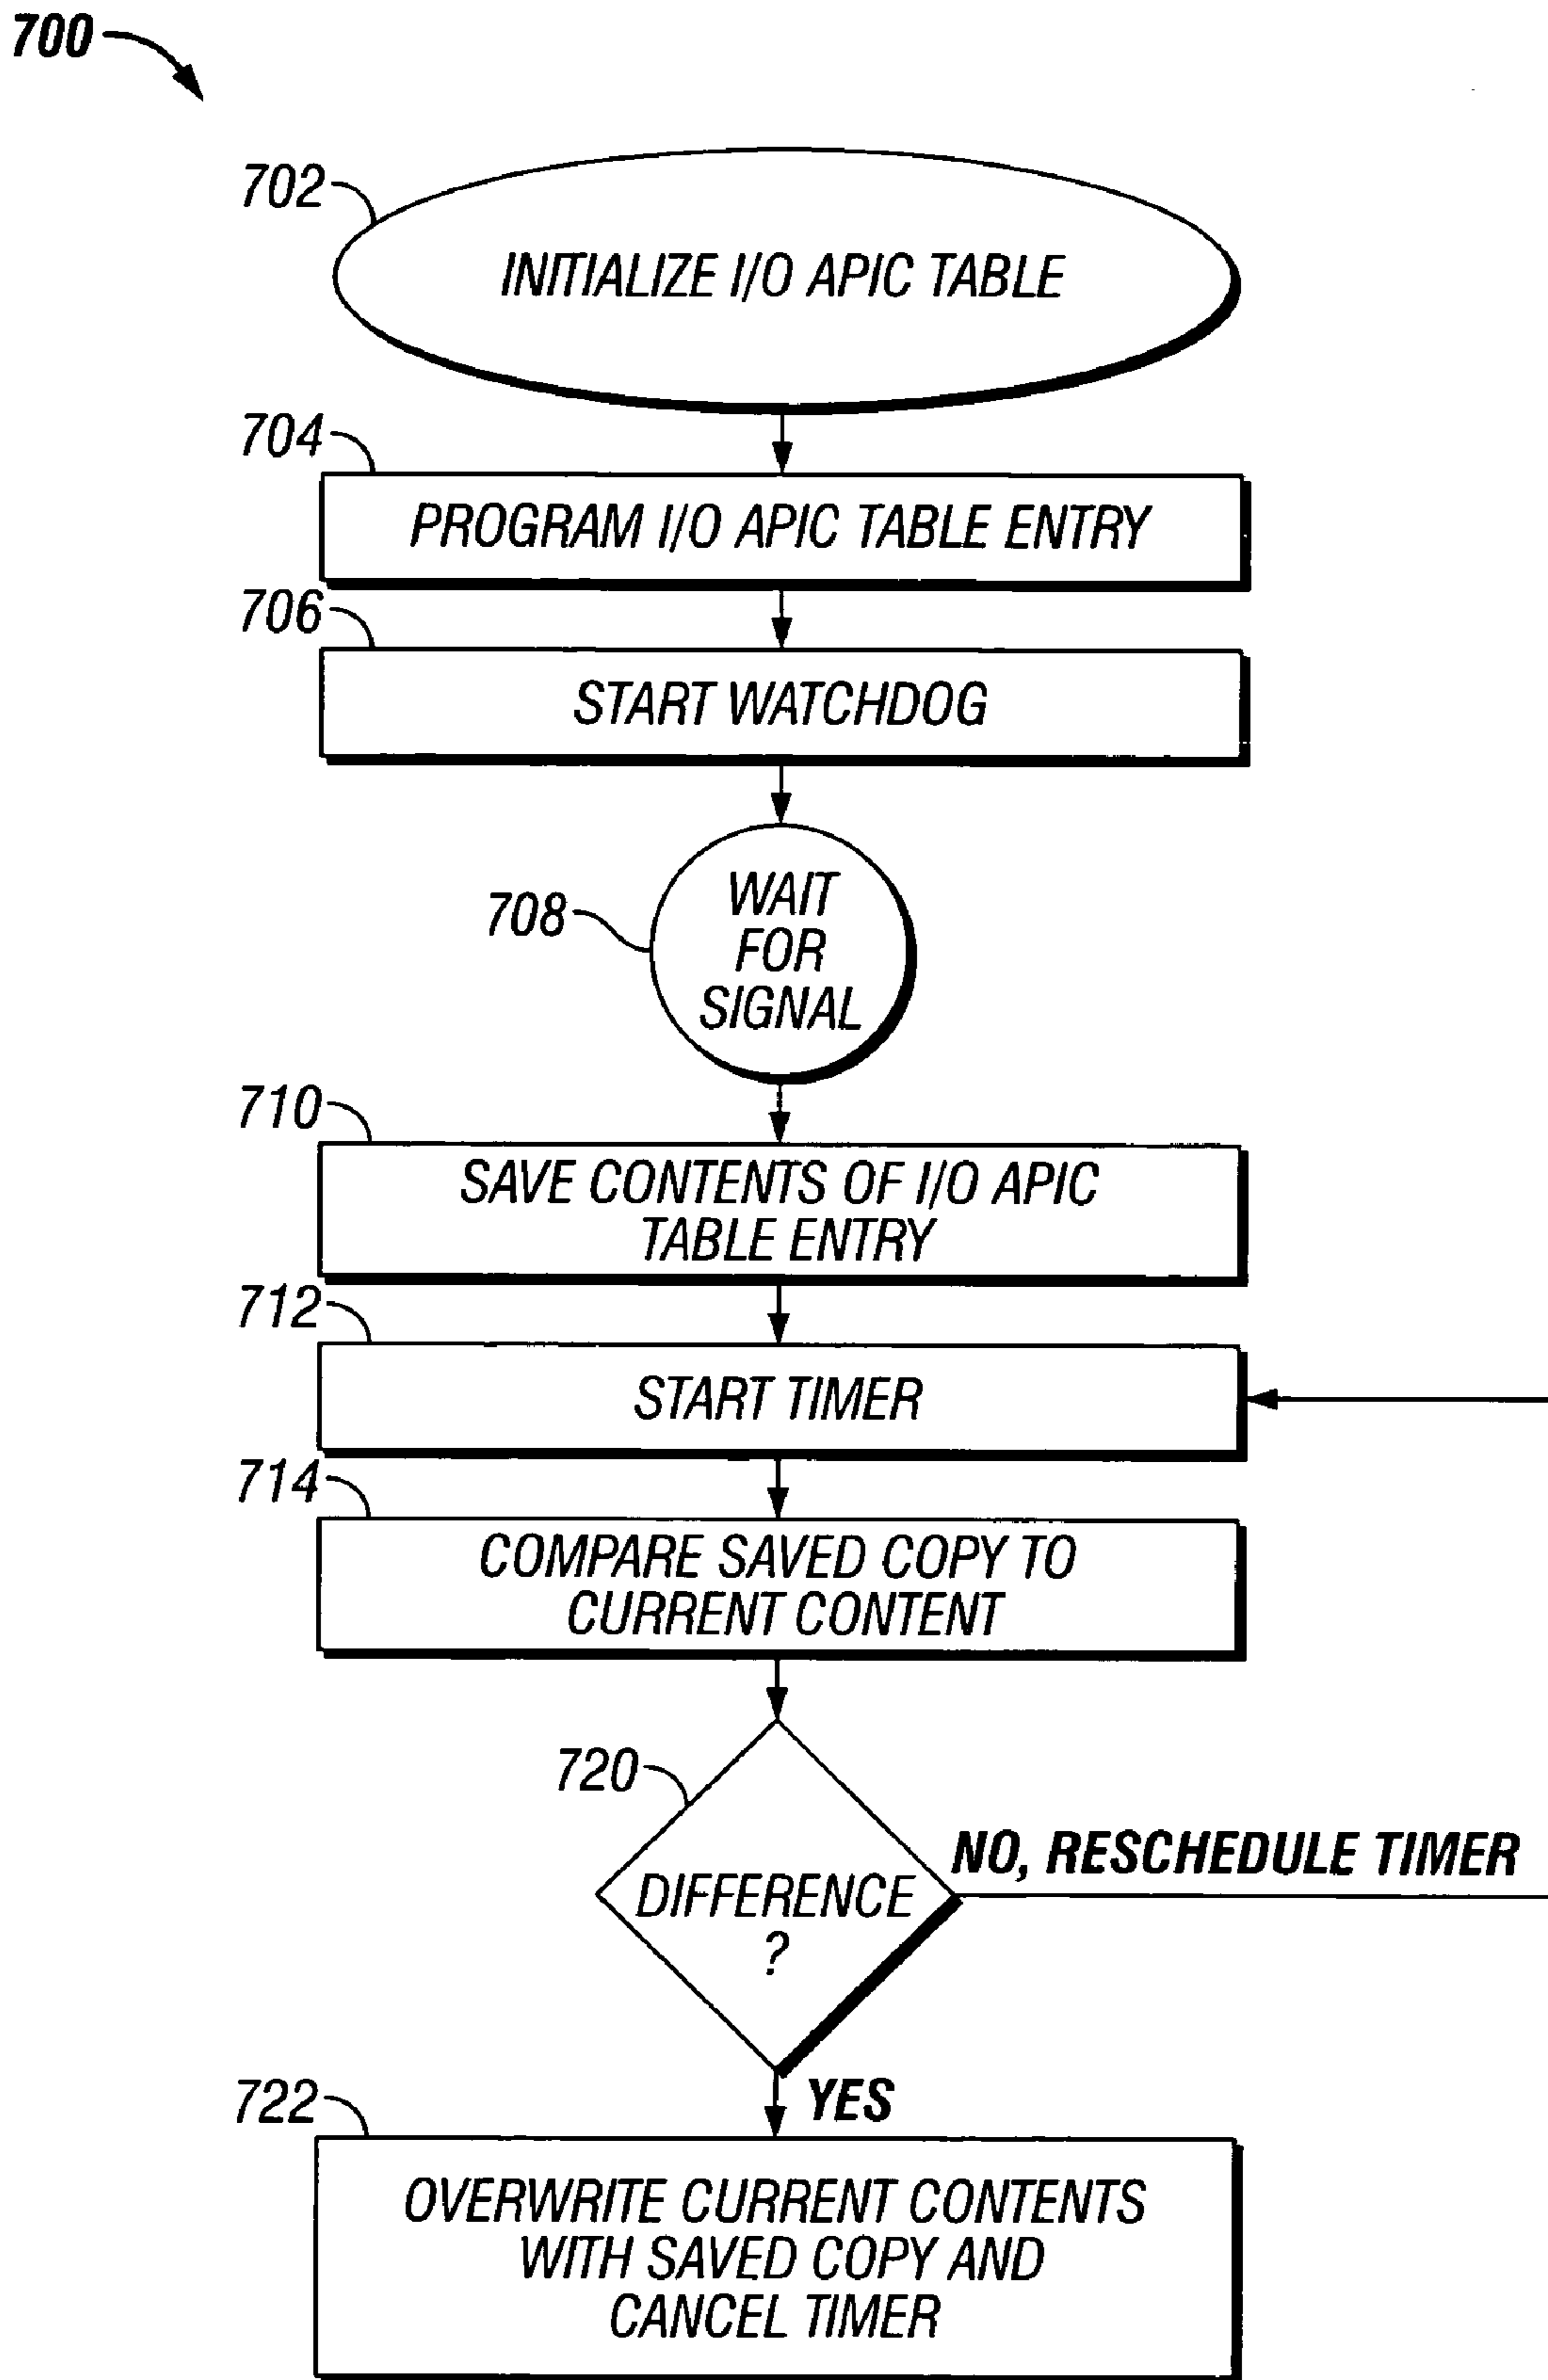 700
702
INITIALIZE I/O APIC TABLE
704
PROGRAM I/O APIC TABLE ENTRY
706
START WATCHDOG
708
WAIT
FOR
SIGNAL
710
SAVE CONTENTS OF I/O APIC
TABLE ENTRY
712
START TIMER
714
COMPARE SAVED COPY TO
CURRENT CONTENT
720
DIFFERENCE
?
NO, RESCHEDULE TIMER
YES
722
OVERWRITE CURRENT CONTENTS
WITH SAVED COPY AND
CANCEL TIMER